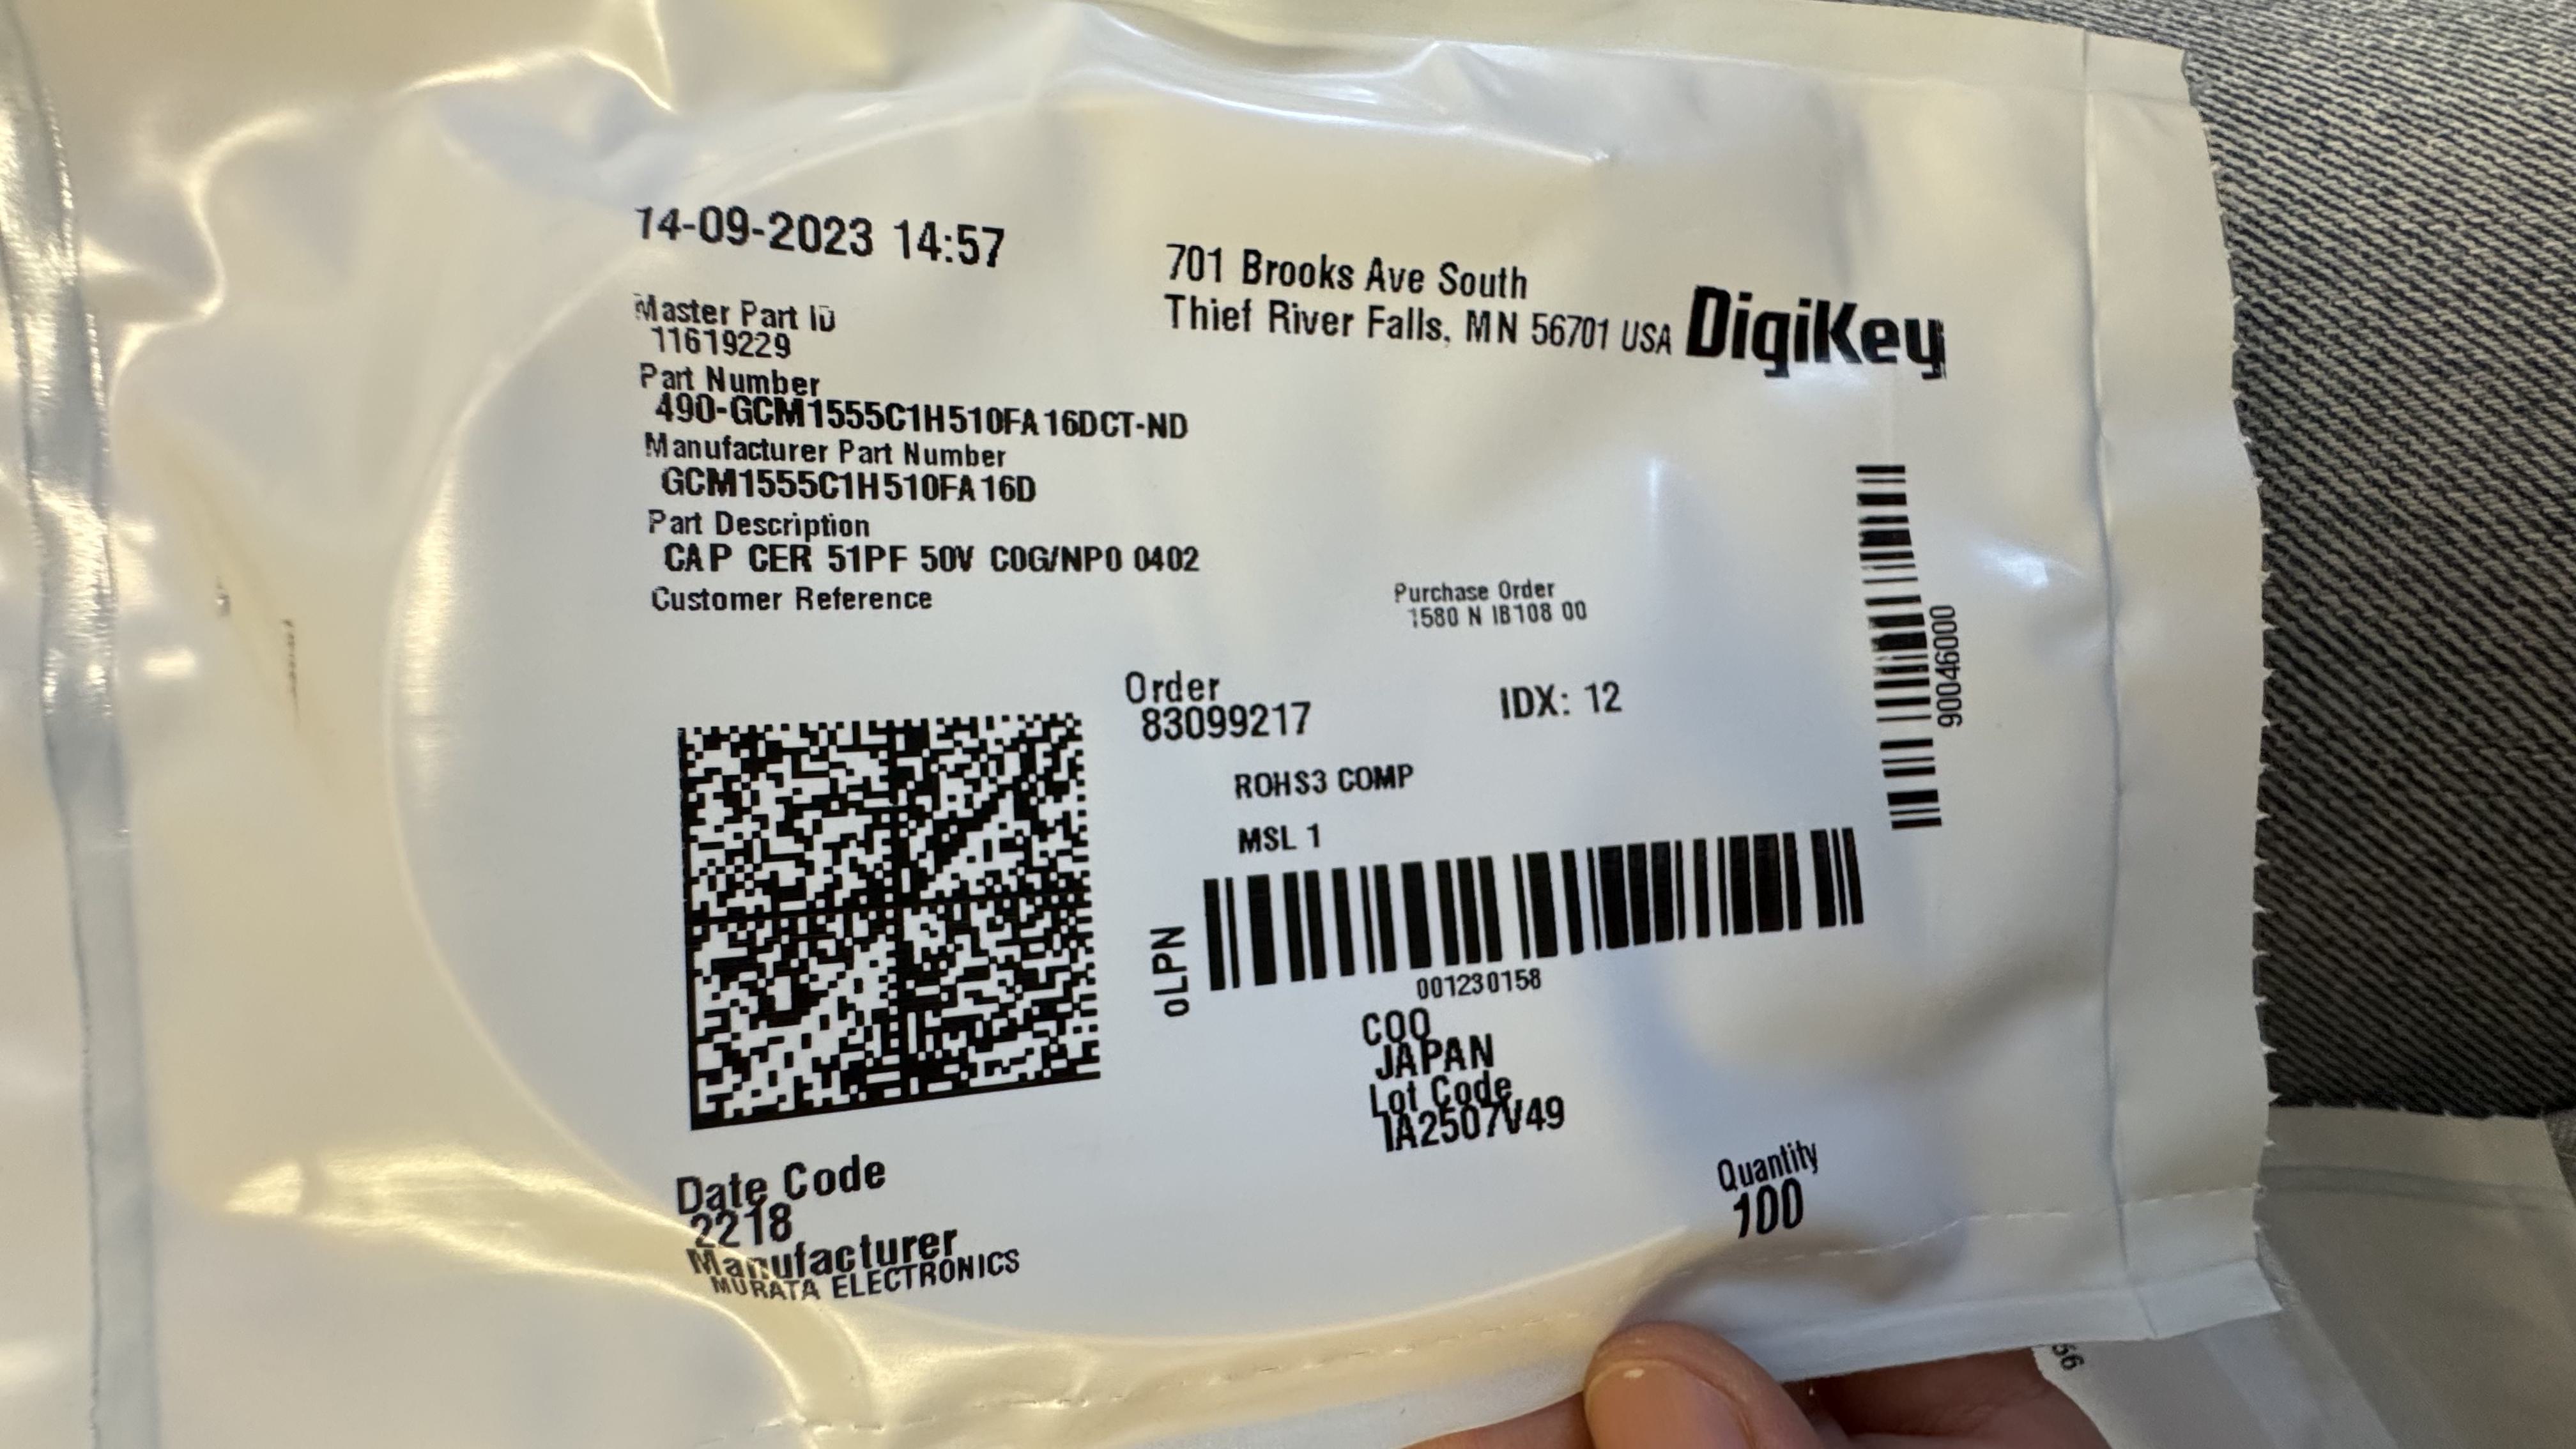 14-09-2023 14:57
701 Brooks Ave South
Thief River Falls, MN 56701 USA
DigiKey
Master Part ID
11619229
Part Number
490-GCM1555C1H510FA16DCT-ND
Manufacturer Part Number
GCM1555C1H510FA16D
Part Description
CAP CER 51PF 50V C0G/NP0 0402
Customer Reference
Purchase Order
1580 N IB108 00
Order
83099217
IDX: 12
ROHS3 COMP
MSL 1
90046000
oLPN
001230158
COO
JAPAN
Lot Code
IA2507V49
Date Code
2218
Manufacturer
MURATA ELECTRONICS
Quantity
100
56